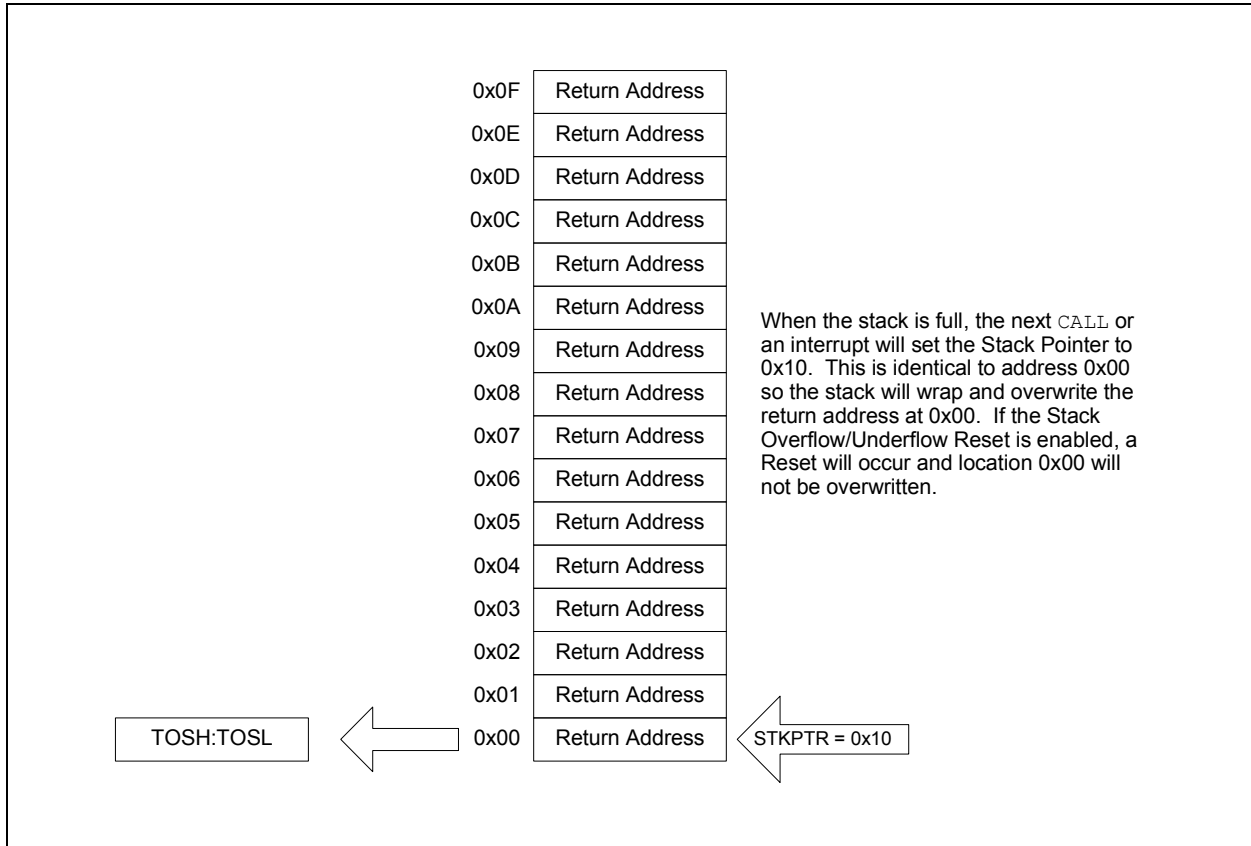 0x0F Return Address
0x0E Return Address
0x0D Return Address
0x0C Return Address
0x0B Return Address
0x0A Return Address
0x09 Return Address
0x08 Return Address
0x07 Return Address
0x06 Return Address
0x05 Return Address
0x04 Return Address
0x03 Return Address
0x02 Return Address
0x01 Return Address
TOSH:TOSL 0x00 Return Address STKPTR = 0x10
When the stack is full, the next CALL or
an interrupt will set the Stack Pointer to
0x10. This is identical to address 0x00
so the stack will wrap and overwrite the
return address at 0x00. If the Stack
Overflow/Underflow Reset is enabled, a
Reset will occur and location 0x00 will
not be overwritten.